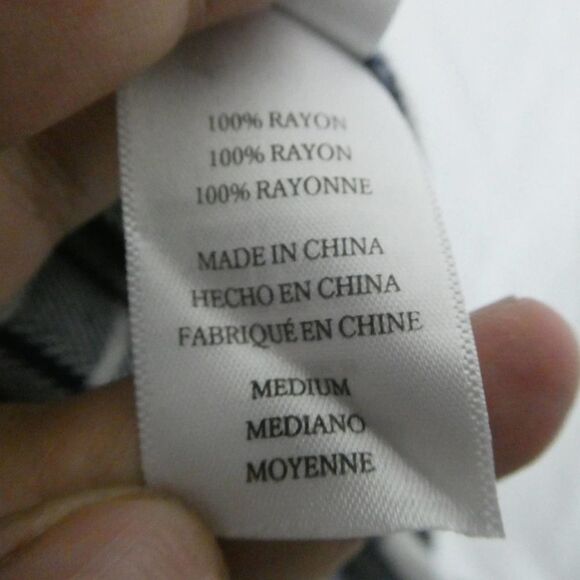 100% RAYON
100% RAYON
100% RAYONNE
MADE IN CHINA
HECHO EN CHINA
FABRIQUÉ EN CHINE
MEDIUM
MEDIANO
MOYENNE